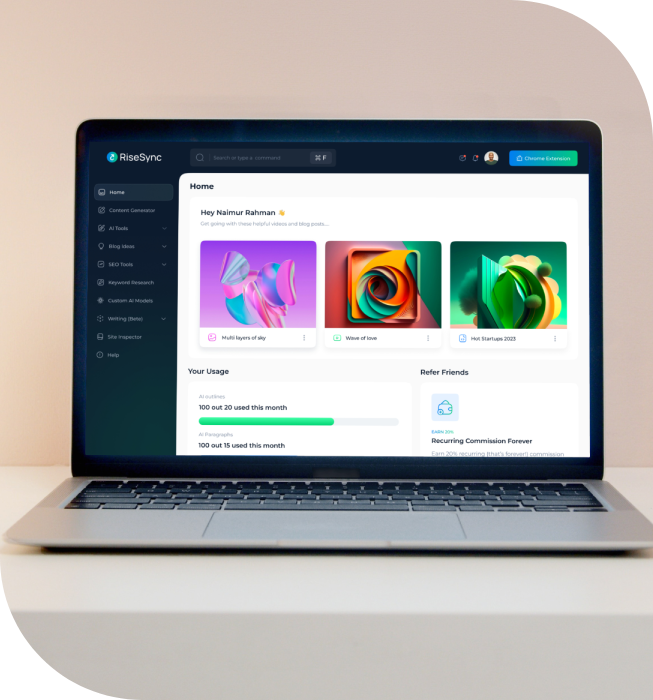 RiseSync
Search or type a command
⌘ F
Chrome Extension
Home
Content Generator
AI Tools
Blog Ideas
SEO Tools
Keyword Research
Custom AI Models
Writing (Beta)
Site Inspector
Help
Home
Hey Naimur Rahman 👋
Get going with these helpful videos and blog posts...
Multi layers of sky
Wave of love
Hot Startups 2023
Your Usage
AI outlines
100 out 20 used this month
AI Paragraphs
100 out 15 used this month
Refer Friends
EARN 20%
Recurring Commission Forever
Earn 20% recurring (that's forever!) commission